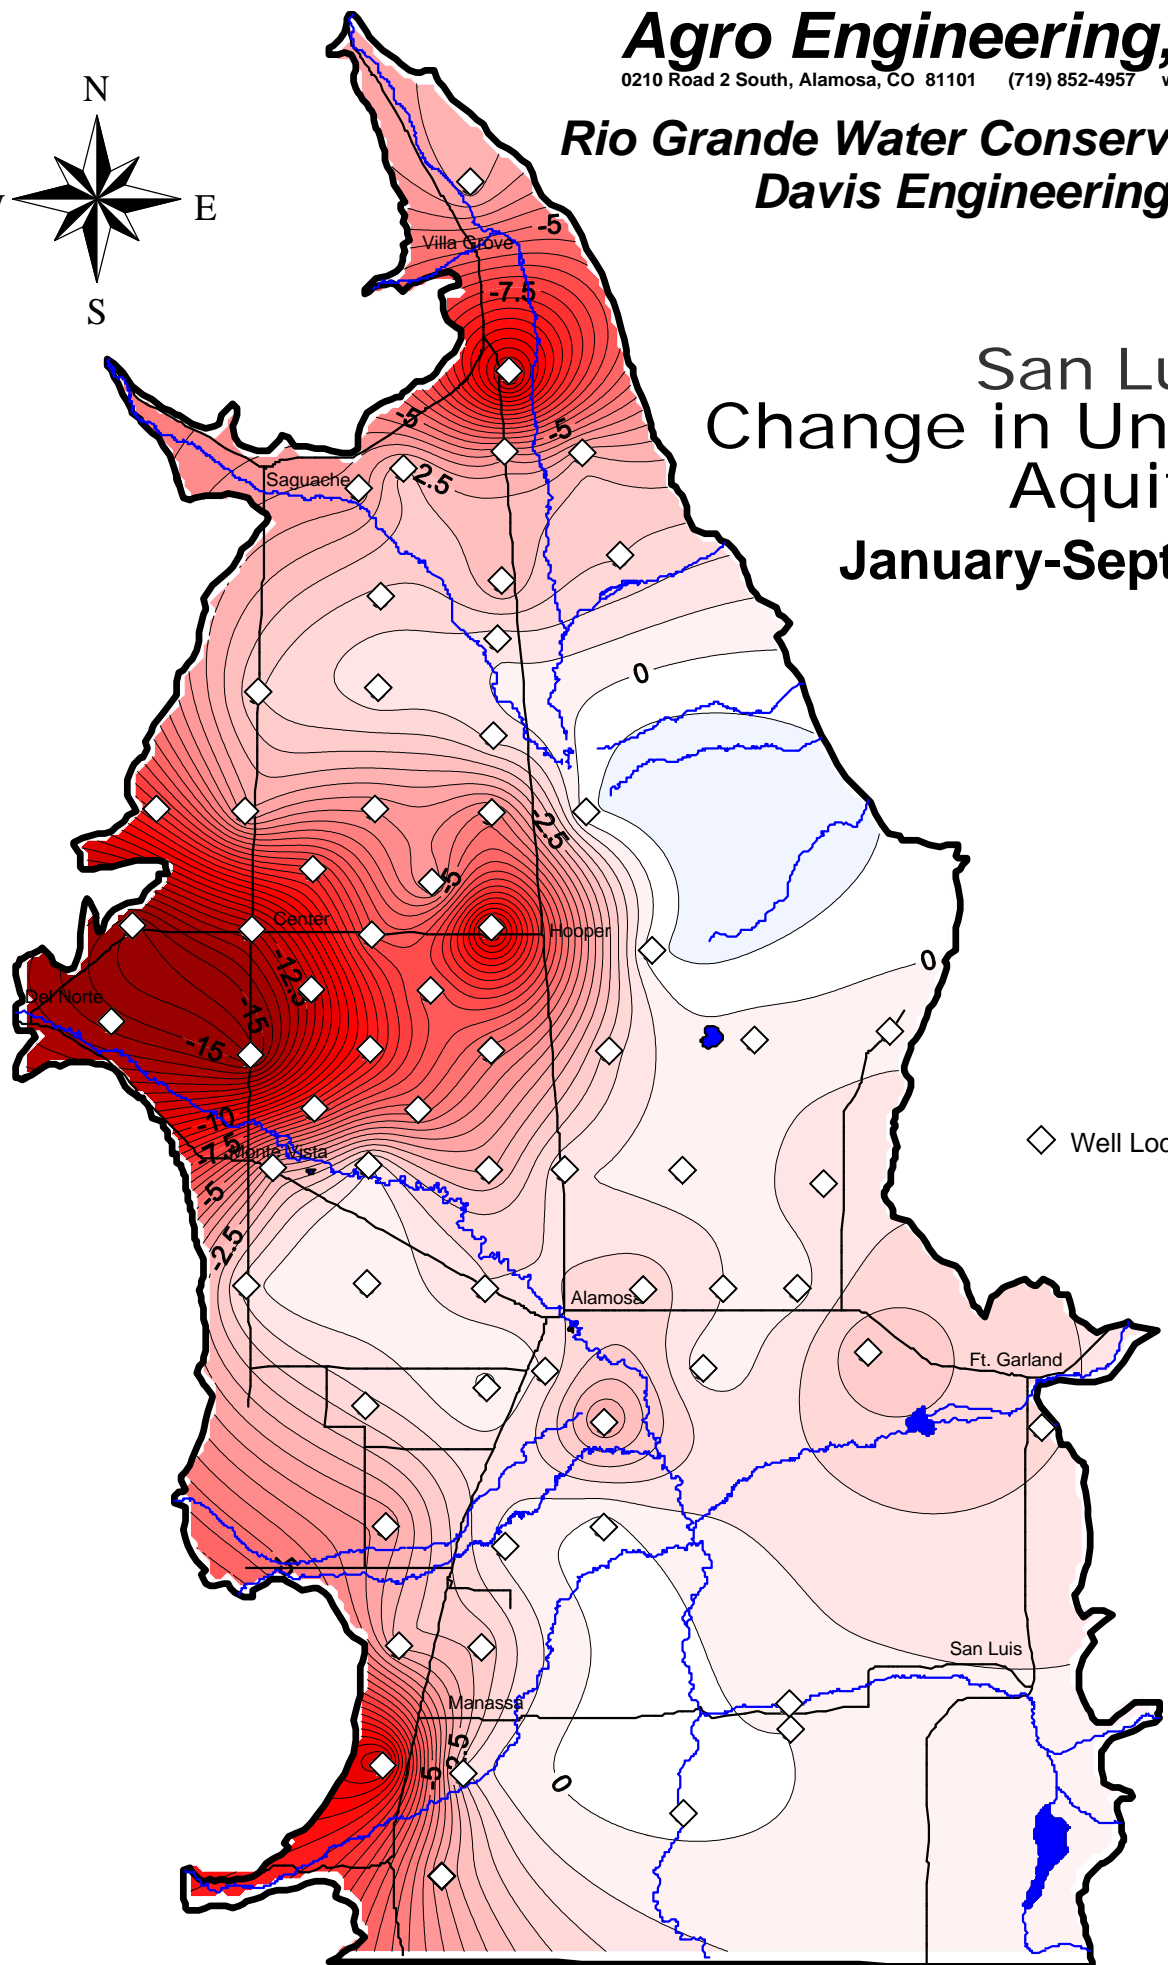 Agro Engineering,
0210 Road 2 South, Alamosa, CO 81101 (719) 852-4957
Rio Grande Water Conserv
Davis Engineering
N
E
S
San Lu
Change in Un
Aqui
January-Sept
-5
Villa Grove
-7.5
-5
-5
Saguache
-2.5
0
-2.5
-5
Center
Hooper
0
-12.5
Del Norte
-15
-15
-10
-7.5
Monte Vista
Well Loc
-5
-2.5
Alamosa
Ft. Garland
-5
San Luis
Manassa
-2.5
-5
0